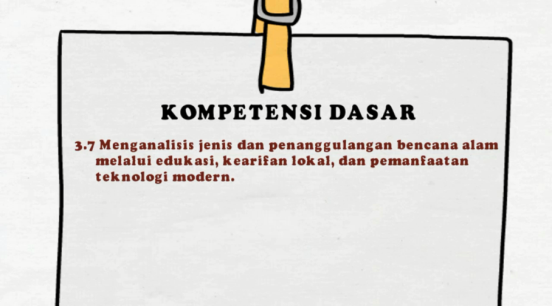 KOMPETENSI DASAR
3.7 Menganalisis jenis dan penanggulangan bencana alam
melalui edukasi, kearifan lokal, dan pemanfaatan
teknologi modern.